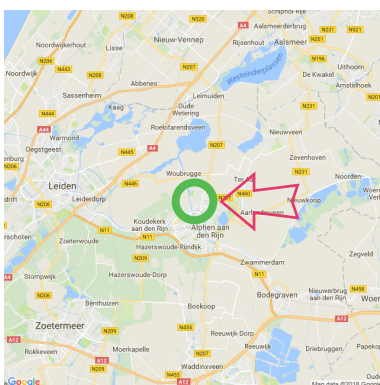 Schiphol-Rijk
N208
N520
A4
Aalsmeerderbrug
N231
N521
Noordwijkerhout
Lisse
Nieuw-Vennep
Rijsenhout
Aalsmeer
N201
N206
N443
N208
N207
N196
Uithoorn
Noordwijk
Westeinderplassen
De Kwakel
Abbenes
Amstelhoek
Sassenheim
Leimuiden
N201
Kaag
Oude
Wetering
N231
N444
Roelofarendsveen
A44
A4
Nieuwveen
Warmond
N207
Oegstgeest
N445
Zevenhoven
N231
Woubrugge
Noorden
Leiden
N446
N460
N206
Leiderdorp
Nieuwkoop
Koudekerk
aan den Rijn
Alphen aan
den Rijn
N11
N11
Zoeterwoude
Hazerswoude-Rijndijk
Zegveld
N209
Zwammerdam
A4
Stompwijk
Hazerswoude-Dorp
N11
N206
Nieuwerbrug
aan den Rijn
N458
Benthuizen
Bodegraven
Boskoop
A12
Zoetermeer
N209
N455
Reeuwijk-Dorp
A12
Rokkeveen
Moerkapelle
N207
Reeuwijk
Driebruggen
A12
N209
Waddinxveen
N453
Google
Map data ©2018 Google